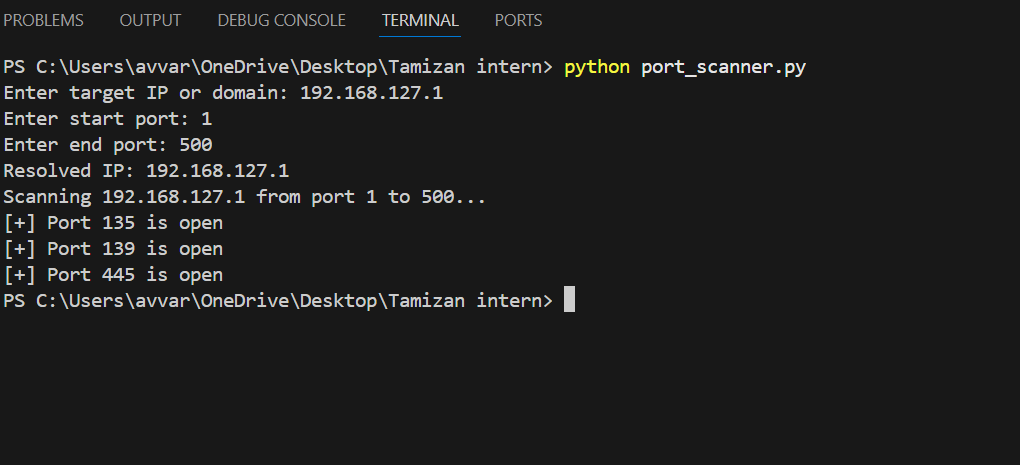 PROBLEMS OUTPUT DEBUG CONSOLE TERMINAL PORTS
PS C:\Users\avvar\OneDrive\Desktop\Tamizan intern> python port_scanner.py
Enter target IP or domain: 192.168.127.1
Enter start port: 1
Enter end port: 500
Resolved IP: 192.168.127.1
Scanning 192.168.127.1 from port 1 to 500...
[+] Port 135 is open
[+] Port 139 is open
[+] Port 445 is open
PS C:\Users\avvar\OneDrive\Desktop\Tamizan intern>